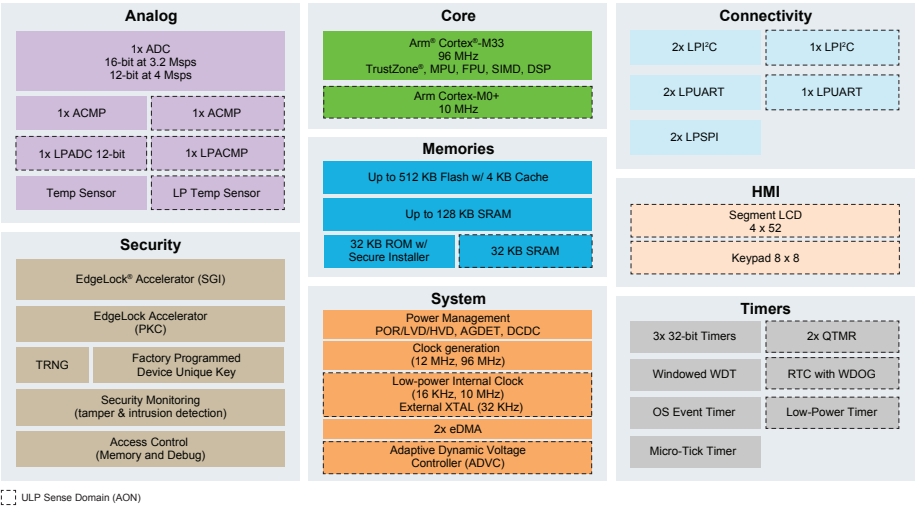 Analog
1x ADC
16-bit at 3.2 Msps
12-bit at 4 Msps
1x ACMP
1x ACMP
1x LPADC 12-bit
1x LPACMP
Temp Sensor
LP Temp Sensor
Security
EdgeLock® Accelerator (SGI)
EdgeLock Accelerator
(PKC)
TRNG
Factory Programmed
Device Unique Key
Security Monitoring
(tamper & intrusion detection)
Access Control
(Memory and Debug)
Core
Arm® Cortex®-M33
96 MHz
TrustZone®, MPU, FPU, SIMD, DSP
Arm Cortex-M0+
10 MHz
Memories
Up to 512 KB Flash w/ 4 KB Cache
Up to 128 KB SRAM
32 KB ROM w/
Secure Installer
32 KB SRAM
System
Power Management
POR/LVD/HVD, AGDET, DCDC
Clock generation
(12 MHz, 96 MHz)
Low-power Internal Clock
(16 KHz, 10 MHz)
External XTAL (32 KHz)
2x eDMA
Adaptive Dynamic Voltage
Controller (ADVC)
Connectivity
2x LPI²C
1x LPI²C
2x LPUART
1x LPUART
2x LPSPI
HMI
Segment LCD
4 x 52
Keypad 8 x 8
Timers
3x 32-bit Timers
2x QTMR
Windowed WDT
RTC with WDOG
OS Event Timer
Low-Power Timer
Micro-Tick Timer
ULP Sense Domain (AON)